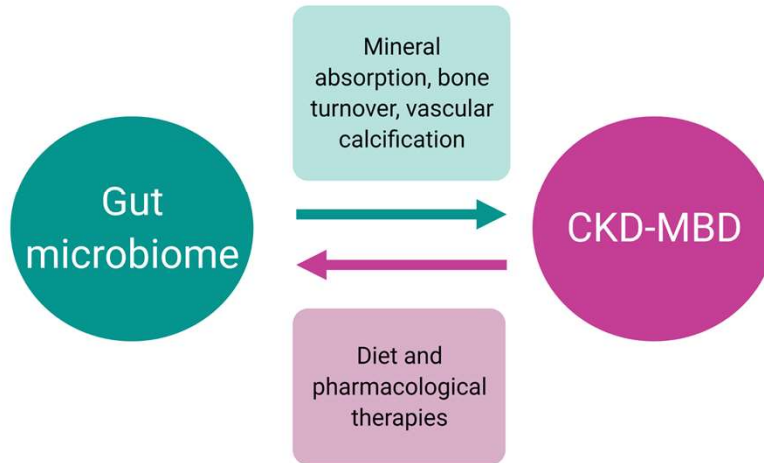 Mineral
absorption, bone
turnover, vascular
calcification
Gut
microbiome
CKD-MBD
Diet and
pharmacological
therapies